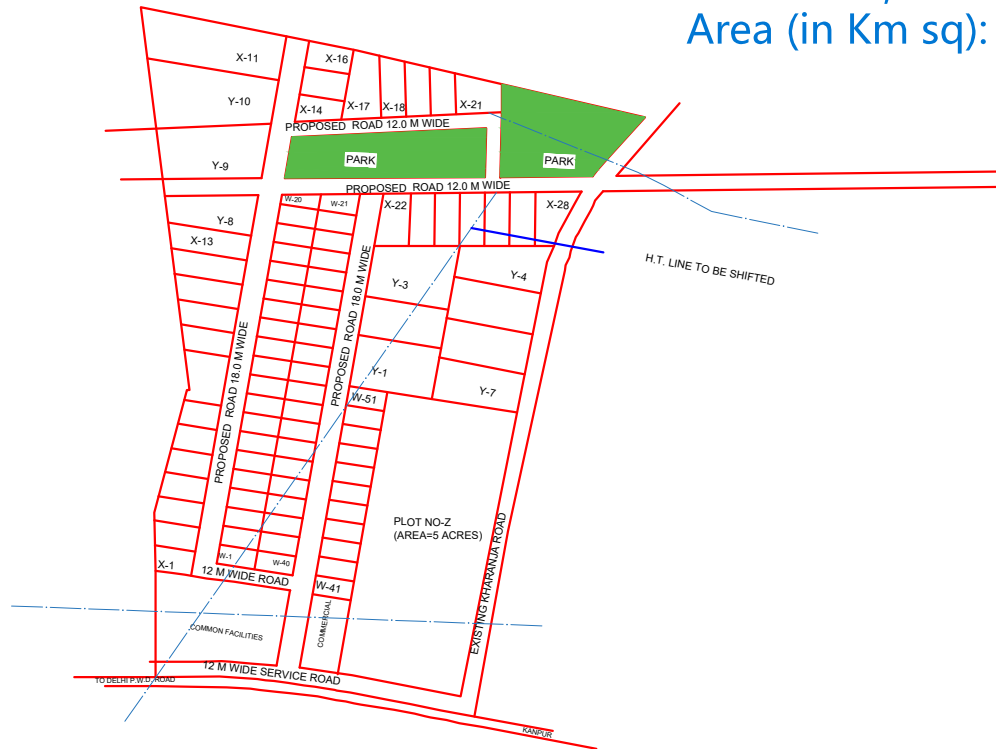 Area (in Km sq):
X-11
X-16
Y-10
X-14
X-17
X-18
X-21
PROPOSED ROAD 12.0 M WIDE
PARK
PARK
Y-9
PROPOSED ROAD 12.0 M WIDE
W-20
W-21
X-22
X-28
Y-8
X-13
H.T. LINE TO BE SHIFTED
Y-3
Y-4
PROPOSED ROAD 18.0 M WIDE
PROPOSED ROAD 18.0 M WIDE
Y-1
Y-7
W-51
PLOT NO-Z
(AREA=5 ACRES)
EXISTING KHARANJA ROAD
W-1
W-40
X-1
12 M WIDE ROAD
W-41
COMMERCIAL
COMMON FACILITIES
12 M WIDE SERVICE ROAD
TO DELHI P.W.D. ROAD
KANPUR